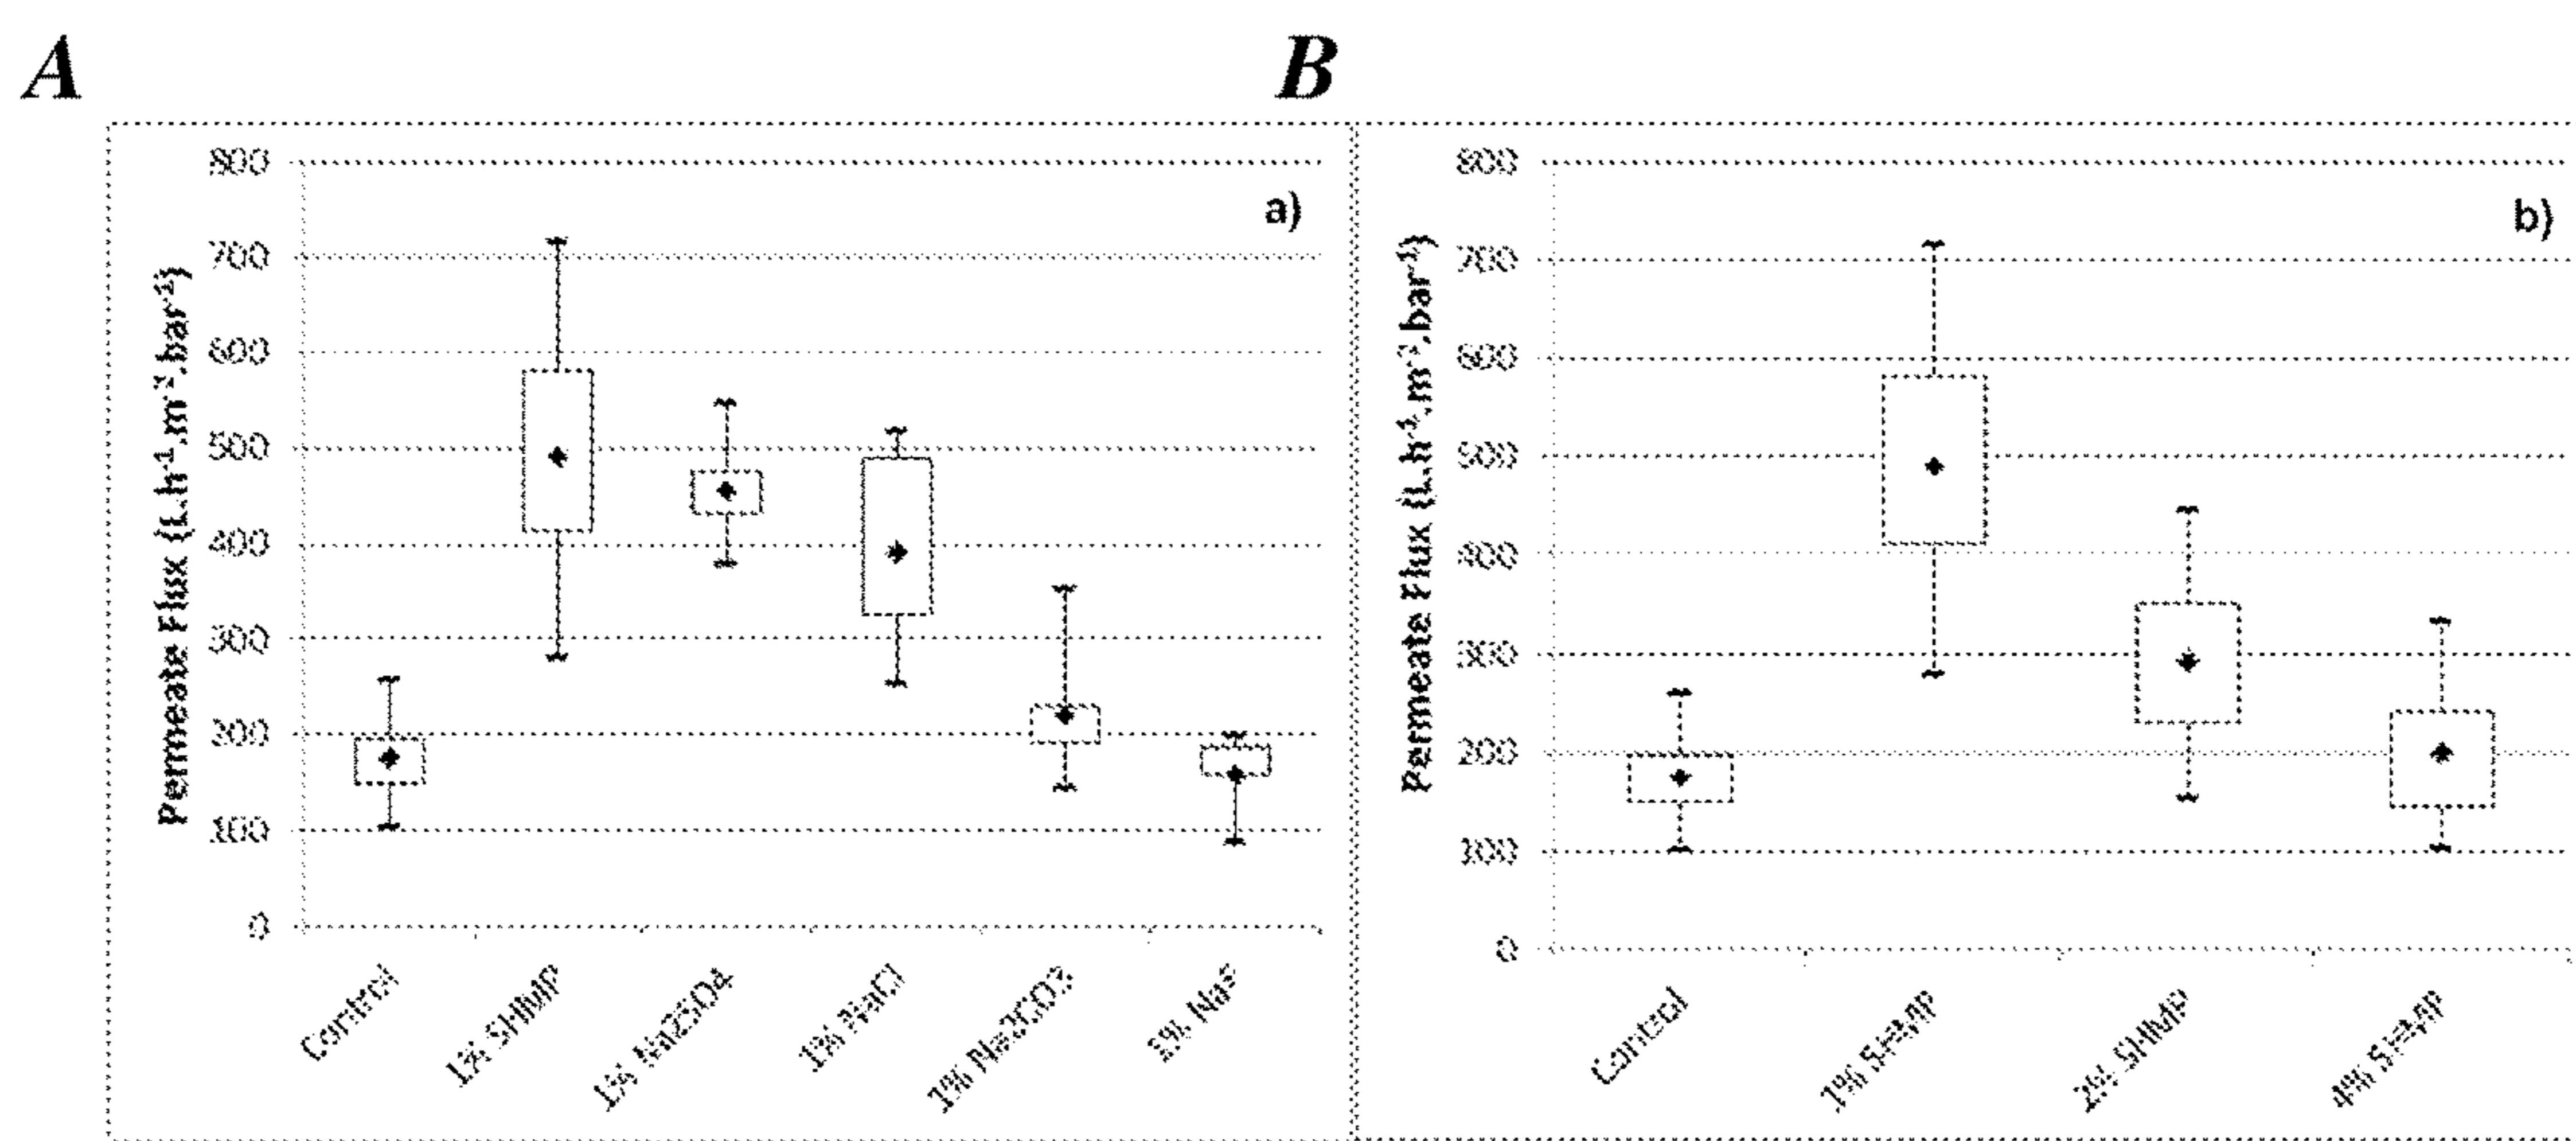 A
B
a)
Permeate Flux (L.h-1.m-2.bar-1)
800
700
600
500
400
300
200
100
0
Control
1% SHMP
1% Na2SO4
1% NaCl
1% Na2CO3
NaF
b)
Permeate Flux (L.h-1.m-2.bar-1)
800
700
600
500
400
300
200
100
0
Control
1% SHMP
2% SHMP
4% SHMP